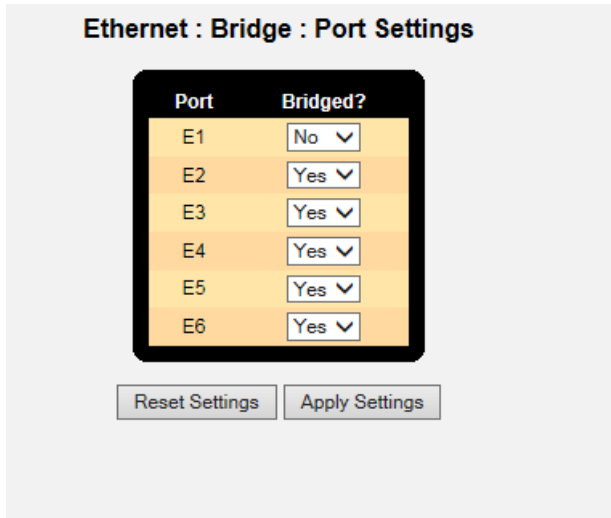 Ethernet : Bridge : Port Settings
Port Bridged?
E1 No
E2 Yes
E3 Yes
E4 Yes
E5 Yes
E6 Yes
Reset Settings Apply Settings